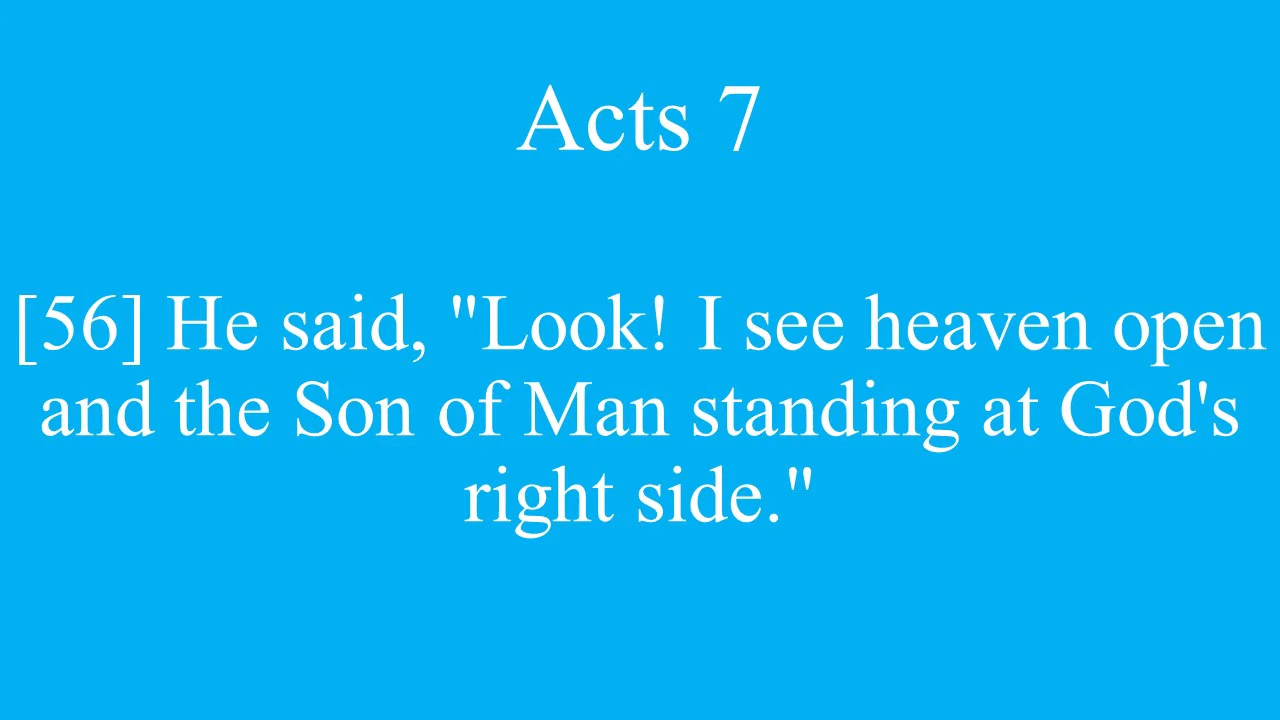 Acts 7
[56] He said, "Look! I see heaven open
and the Son of Man standing at God's
right side."